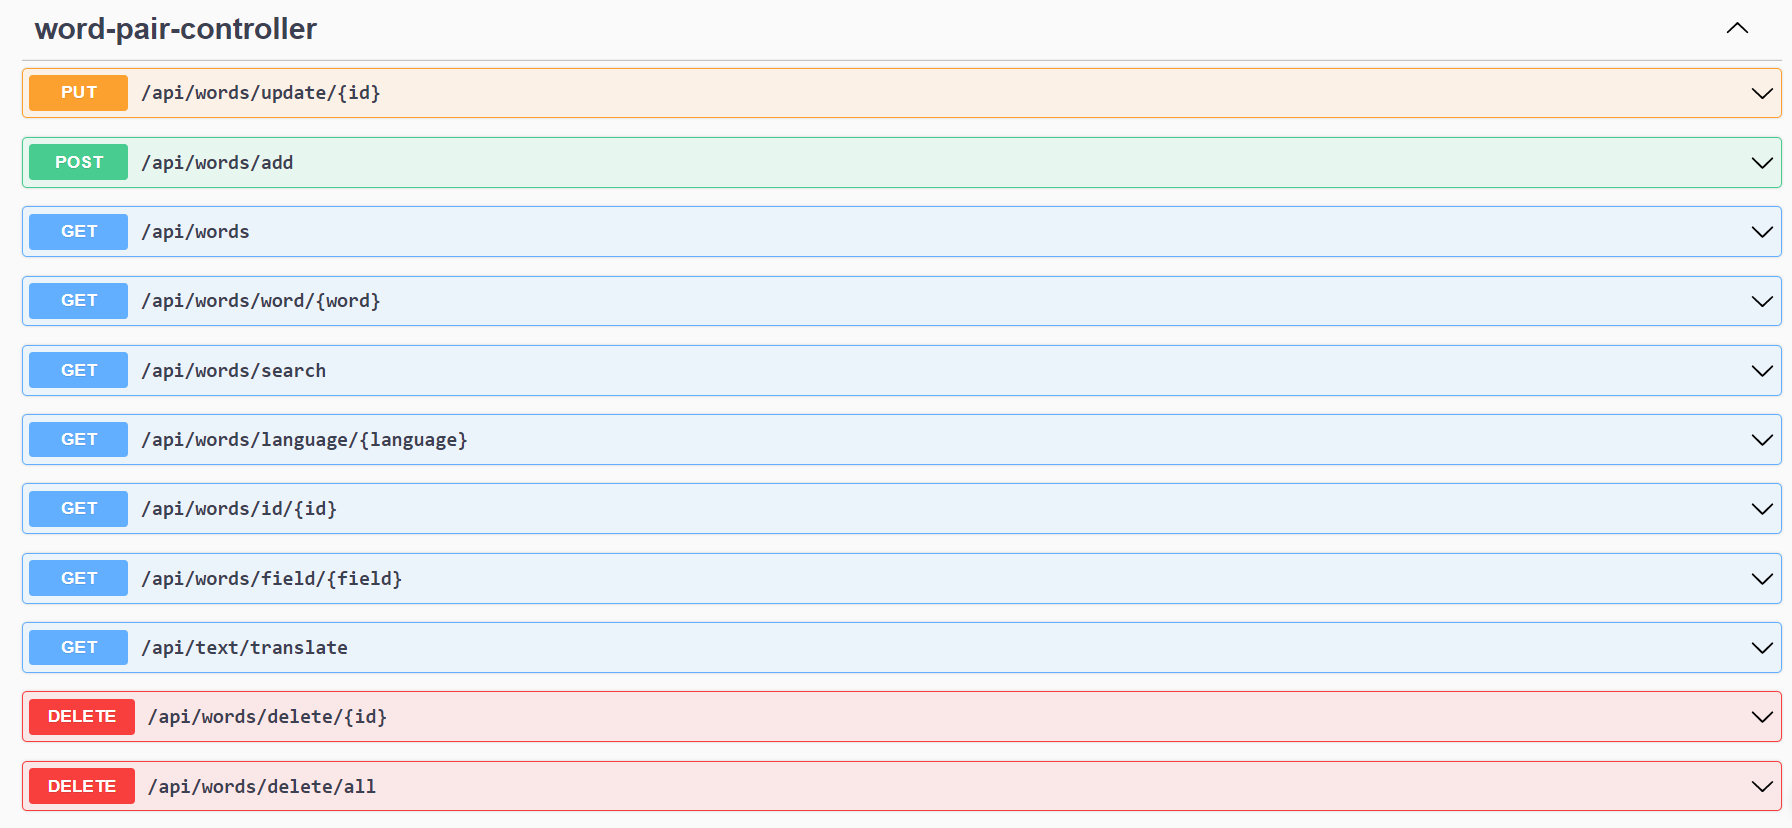 word-pair-controller
PUT /api/words/update/{id}
POST /api/words/add
GET /api/words
GET /api/words/word/{word}
GET /api/words/search
GET /api/words/language/{language}
GET /api/words/id/{id}
GET /api/words/field/{field}
GET /api/text/translate
DELETE /api/words/delete/{id}
DELETE /api/words/delete/all